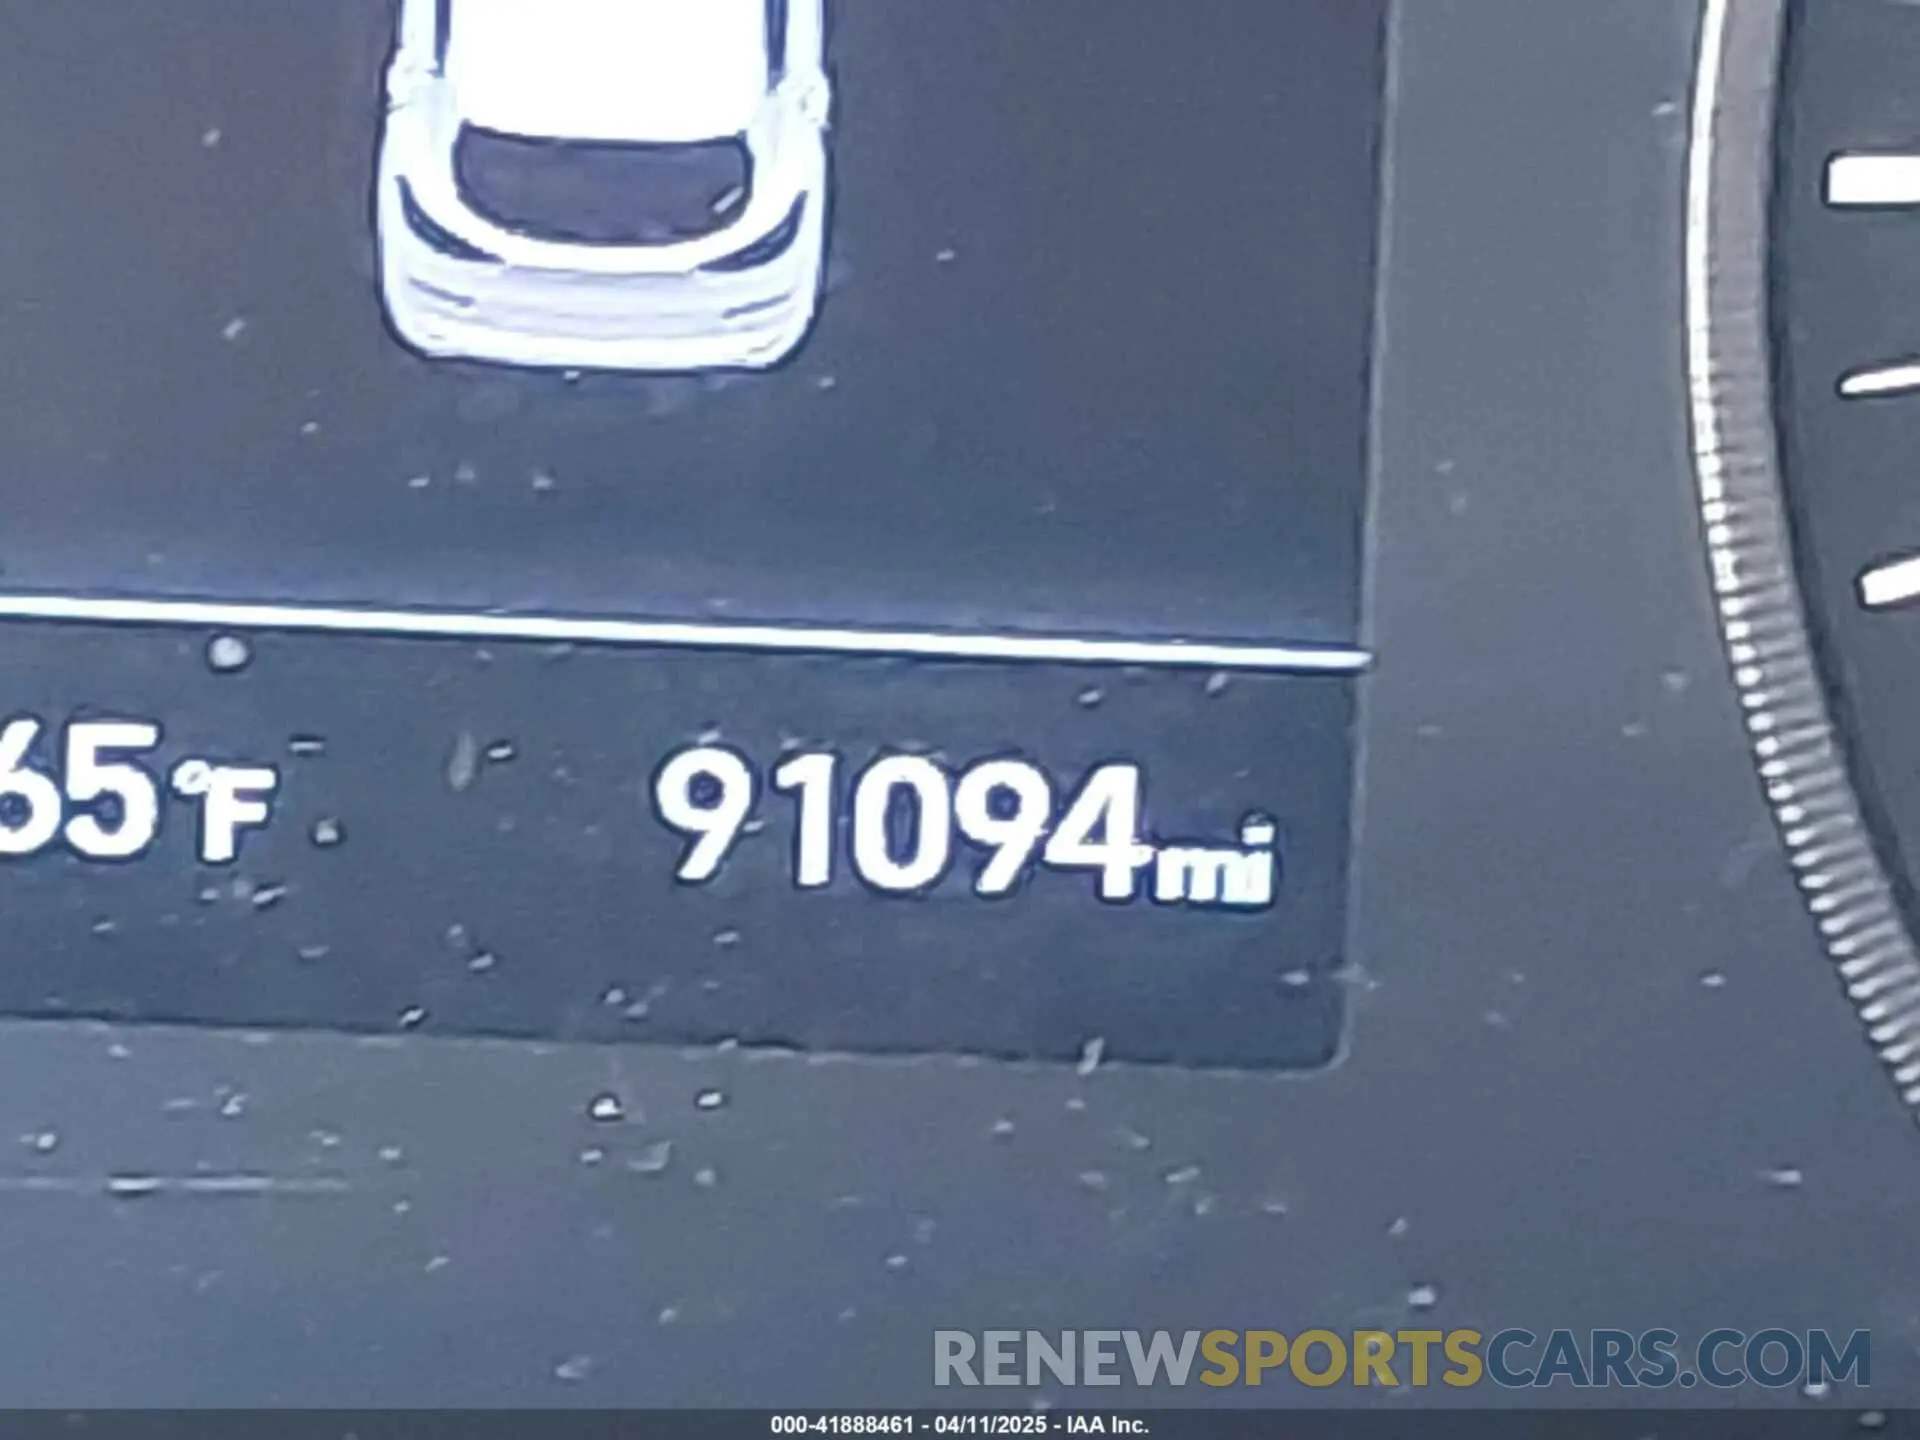 65°F 91094mi
RENEWSPORTSCARS.COM
000-41888461 - 04/11/2025 - IAA Inc.